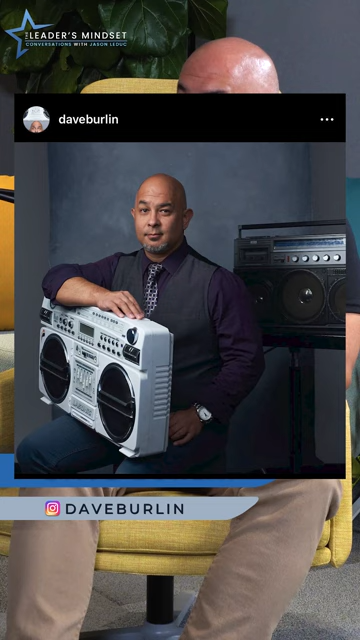 THE
LEADER'S MINDSET
CONVERSATIONS WITH JASON LEDUC
daveburlin
DAVEBURLIN